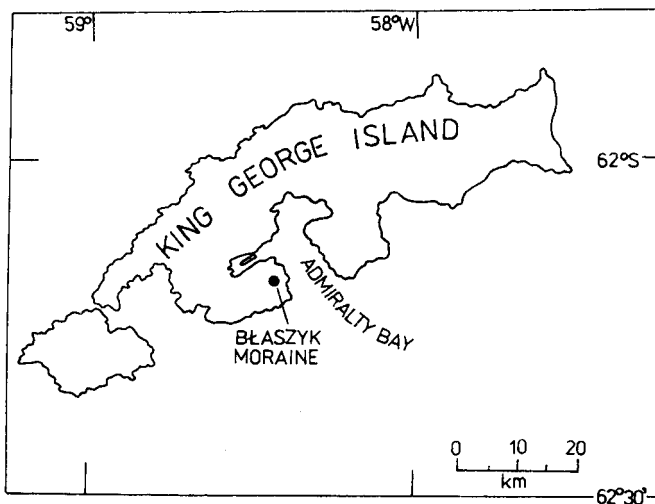 59°
58°W
KING GEORGE ISLAND
62°S
ADMIRALTY BAY
BŁASZYK
MORAINE
0 10 20
km
62°30'